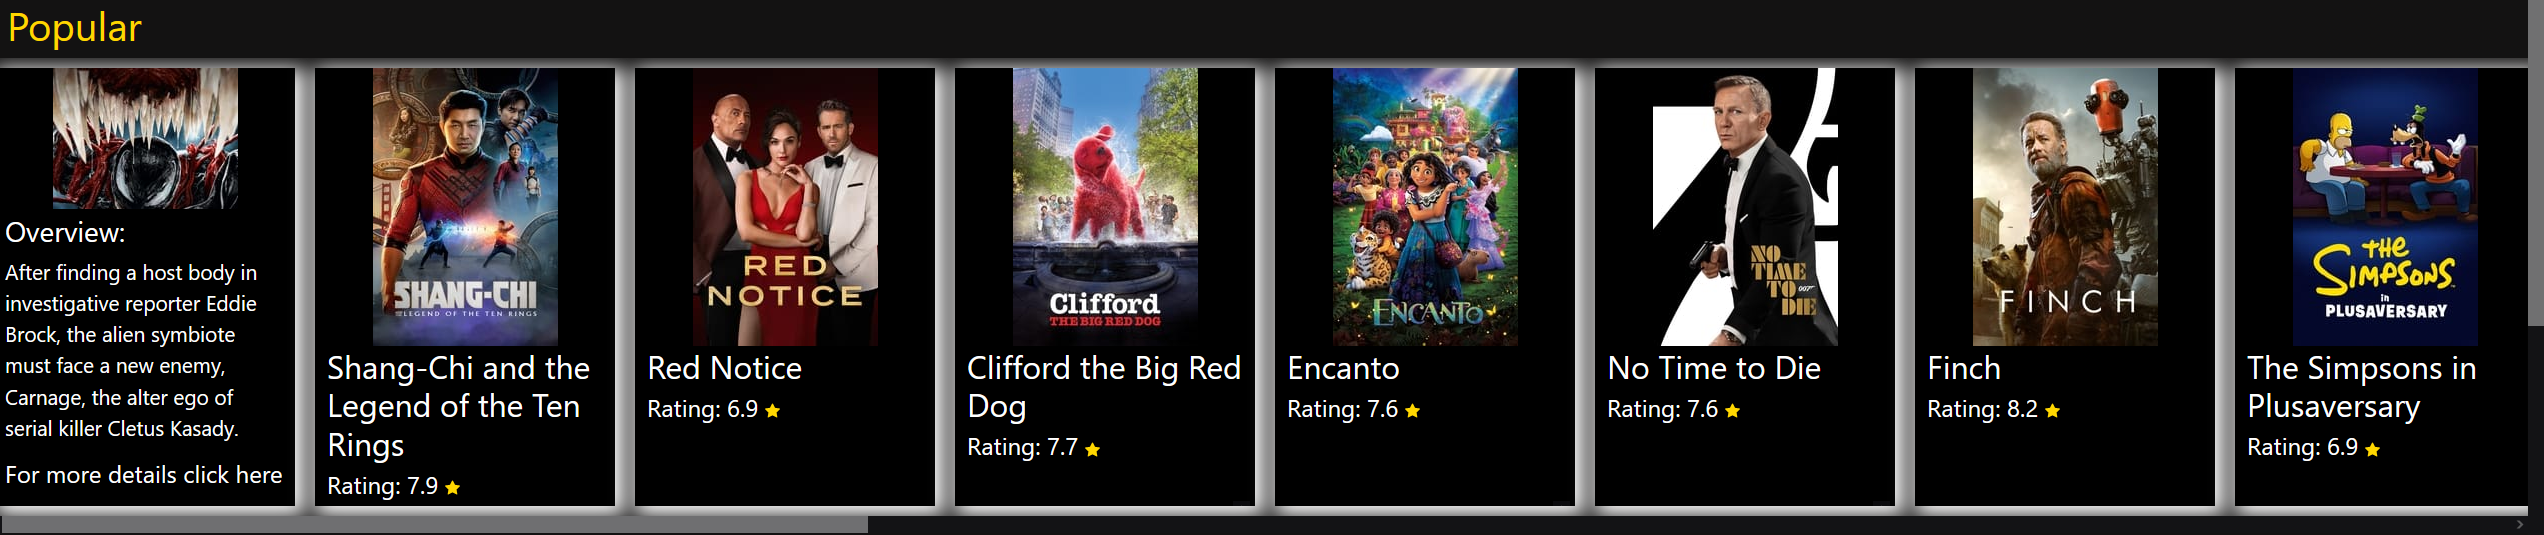 Popular
Overview:
After finding a host body in
investigative reporter Eddie
Brock, the alien symbiote
must face a new enemy,
Carnage, the alter ego of
serial killer Cletus Kasady.
For more details click here
SHANG-CHI
LEGEND OF THE TEN RINGS
Shang-Chi and the
Legend of the Ten
Rings
Rating: 7.9
RED
NOTICE
Red Notice
Rating: 6.9
Clifford
THE BIG RED DOG
Clifford the Big Red
Dog
Rating: 7.7
ENCANTO
Encanto
Rating: 7.6
NO
TIME
TO 007
DIE
No Time to Die
Rating: 7.6
FINCH
Finch
Rating: 8.2
THE
SIMPSONS
in
PLUSAVERSARY
The Simpsons in
Plusaversary
Rating: 6.9